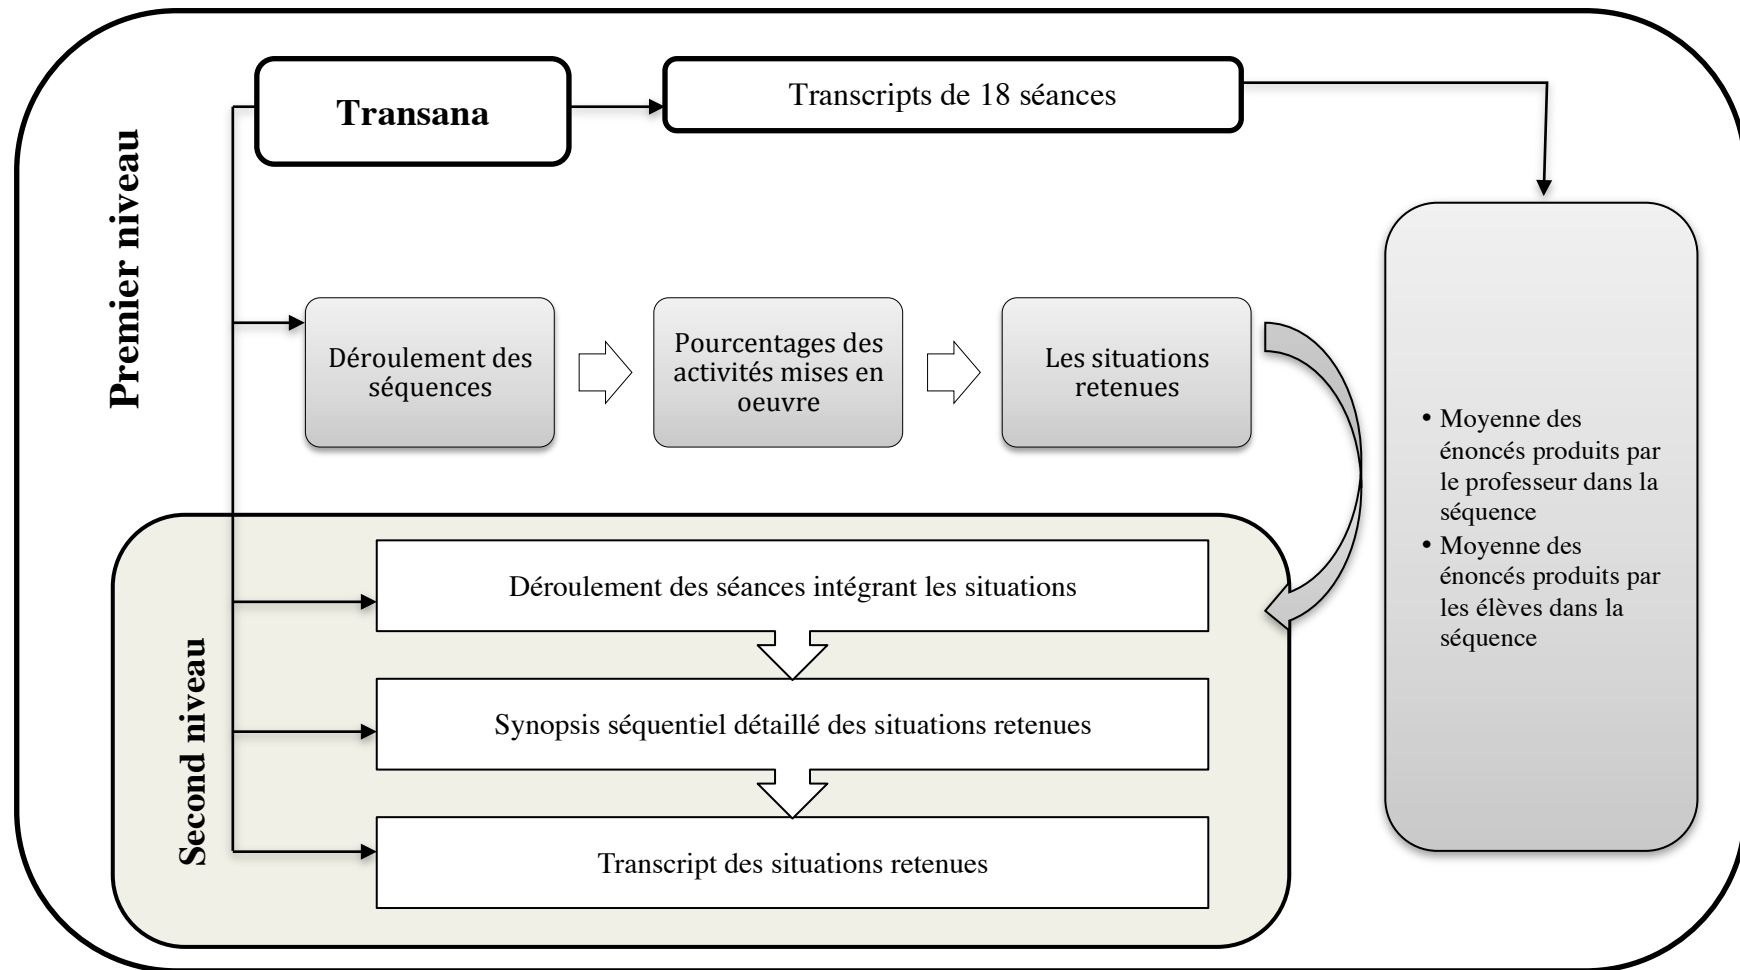 Premier niveau
Transana
Transcripts de 18 séances
Déroulement des
séquences
Pourcentages des
activités mises en
oeuvre
Les situations
retenues
• Moyenne des
énoncés produits par
le professeur dans la
séquence
• Moyenne des
énoncés produits par
les élèves dans la
séquence
Second niveau
Déroulement des séances intégrant les situations
Synopsis séquentiel détaillé des situations retenues
Transcript des situations retenues